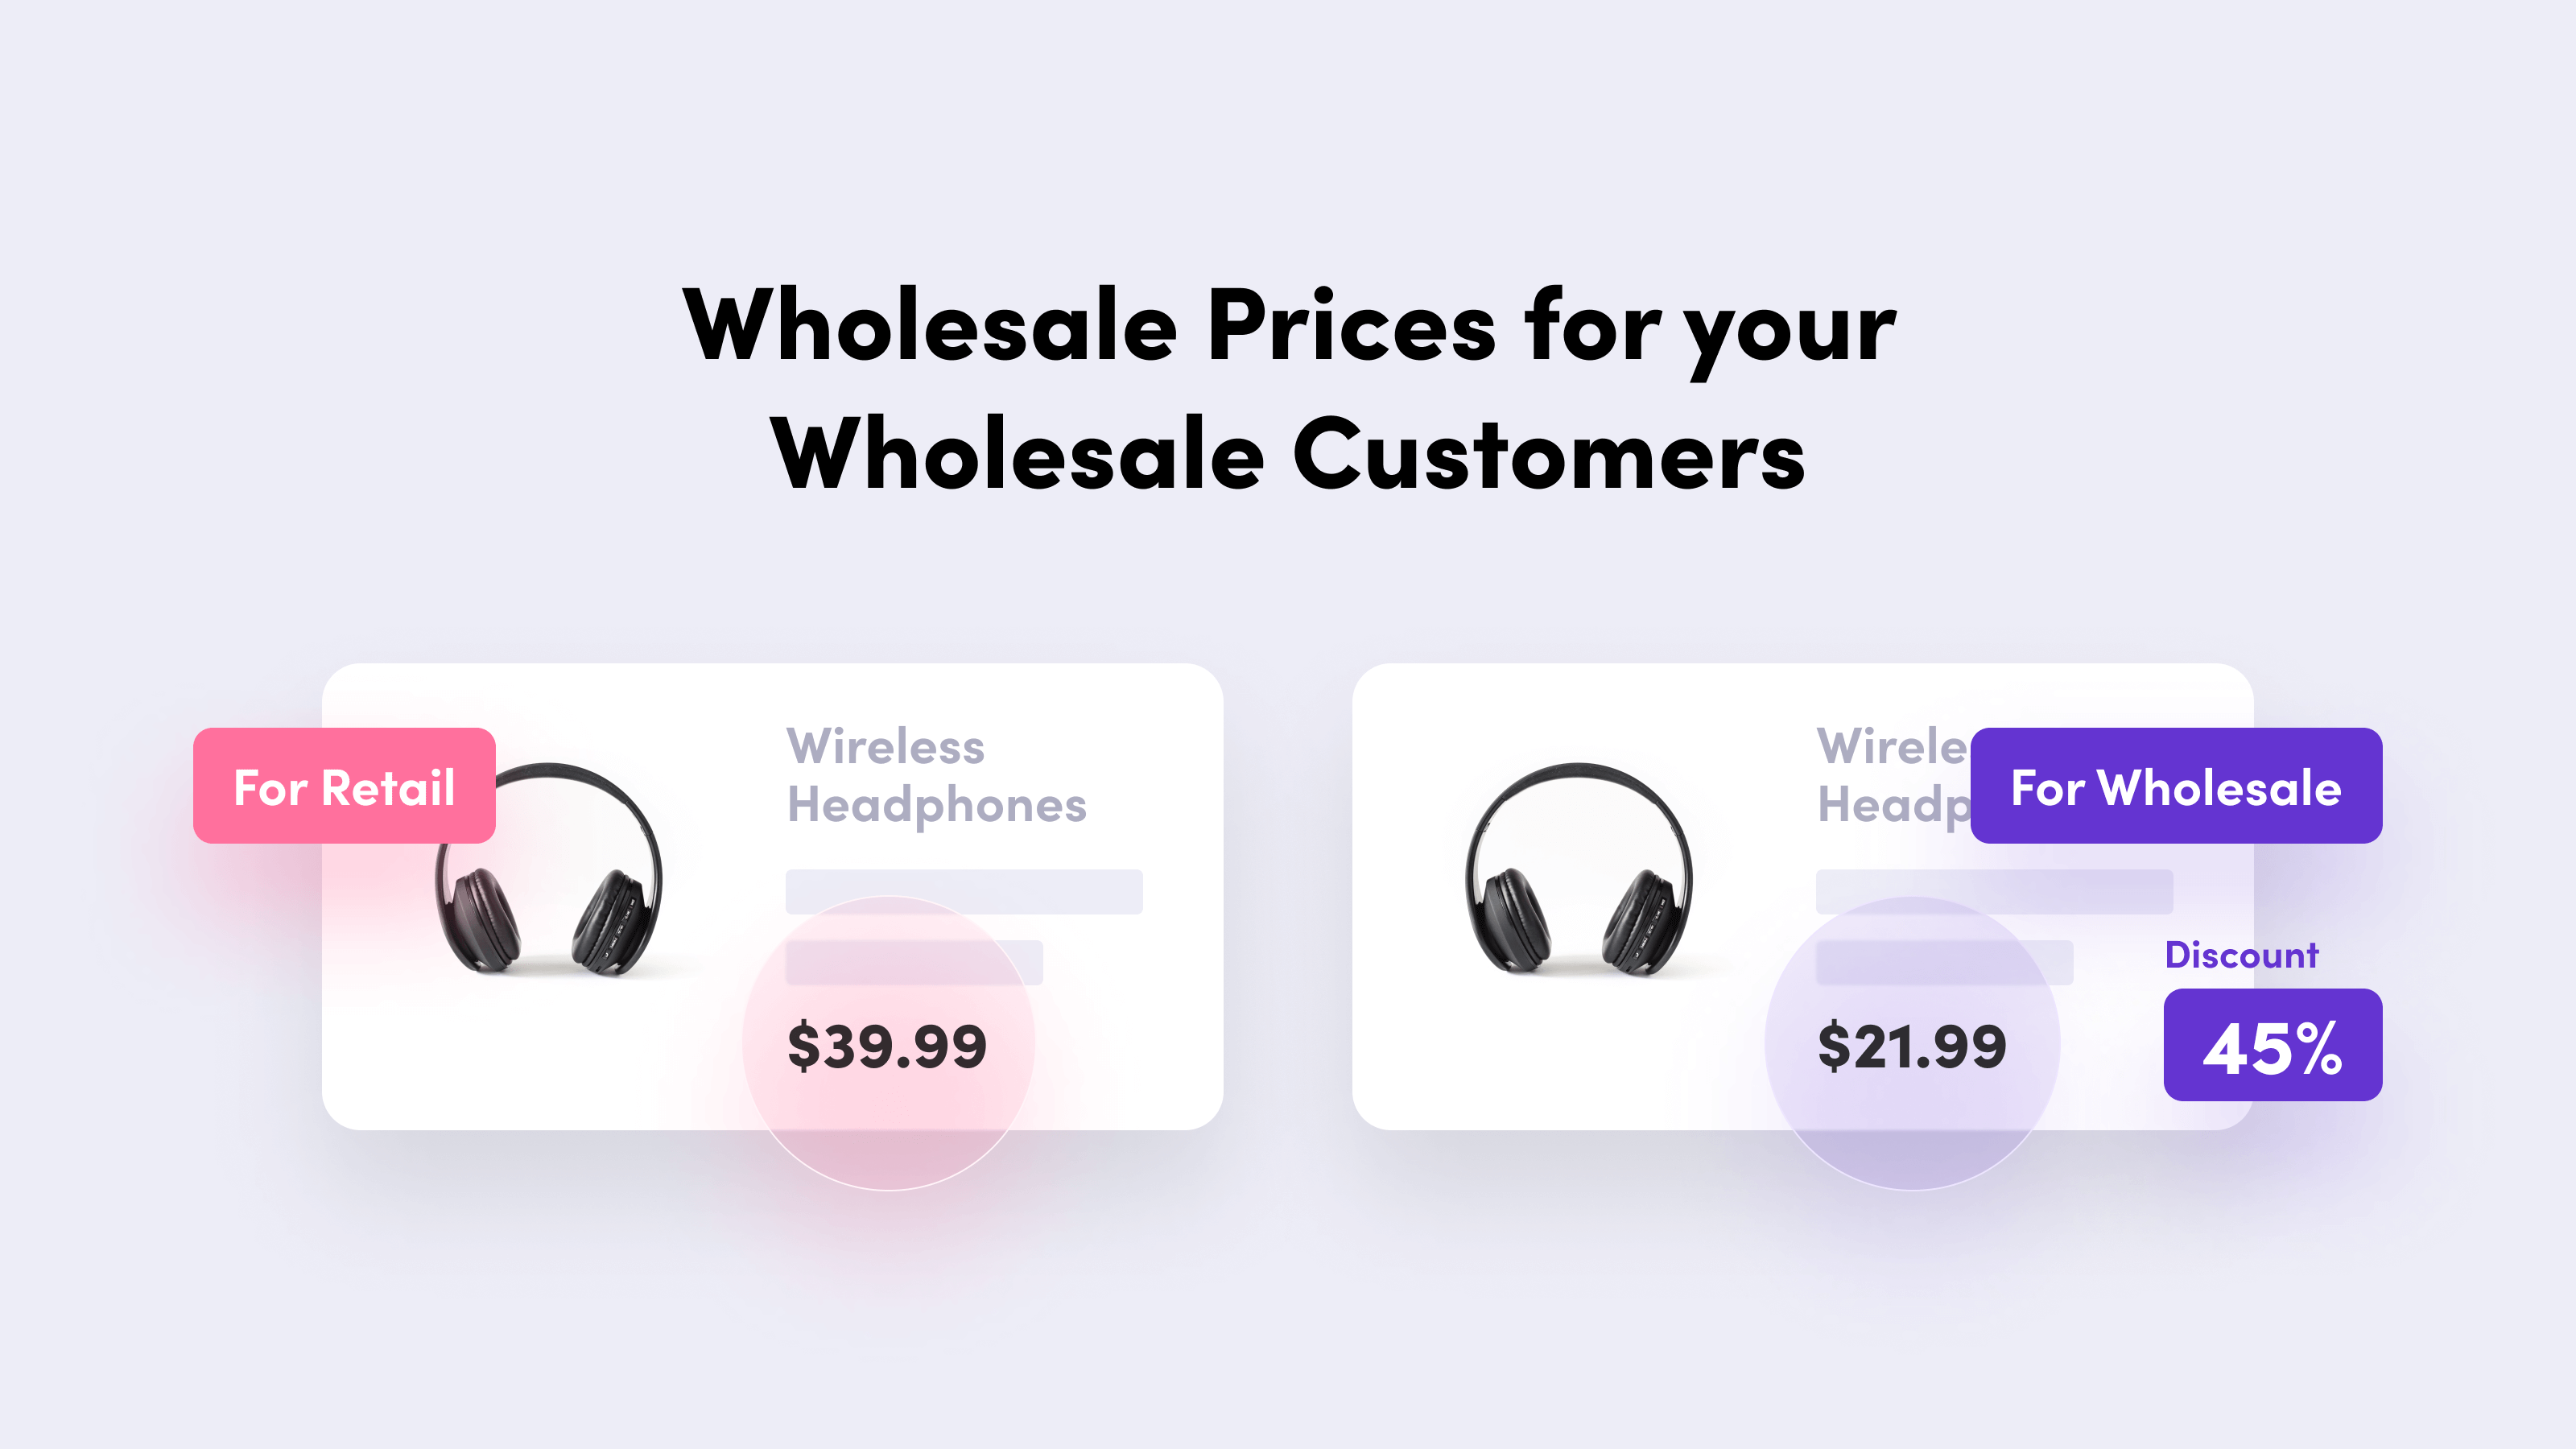 Wholesale Prices for your
Wholesale Customers
For Retail
Wireless
Headphones
$39.99
For Wholesale
Wirele
Headp
Discount
$21.99
45%